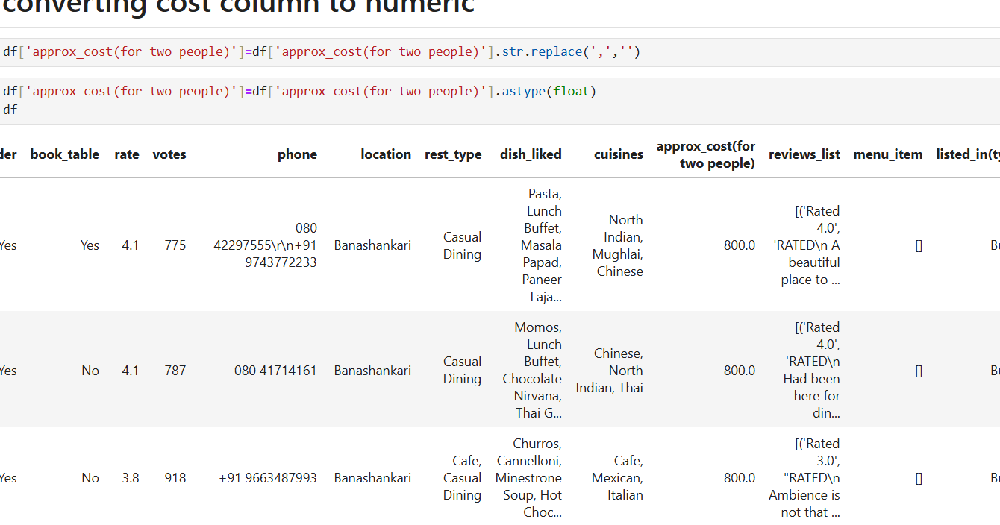 converting cost column to numeric
df['approx_cost(for two people)']=df['approx_cost(for two people)'].str.replace(',','')
df['approx_cost(for two people)']=df['approx_cost(for two people)'].astype(float)
df
der book_table rate votes phone location rest_type dish_liked cuisines approx_cost(for two people) reviews_list menu_item listed_in(ty
Yes Yes 4.1 775 080 42297555\r\n+91 9743772233 Banashankari Casual Dining Pasta, Lunch Buffet, Masala Papad, Paneer Laja... North Indian, Mughlai, Chinese 800.0 [('Rated 4.0', 'RATED\n A beautiful place to ... [] Bu
Yes No 4.1 787 080 41714161 Banashankari Casual Dining Momos, Lunch Buffet, Chocolate Nirvana, Thai G... Chinese, North Indian, Thai 800.0 [('Rated 4.0', 'RATED\n Had been here for din... [] Bu
Yes No 3.8 918 +91 9663487993 Banashankari Cafe, Casual Dining Churros, Cannelloni, Minestrone Soup, Hot Choc... Cafe, Mexican, Italian 800.0 [('Rated 3.0', "RATED\n Ambience is not that ... [] Bu